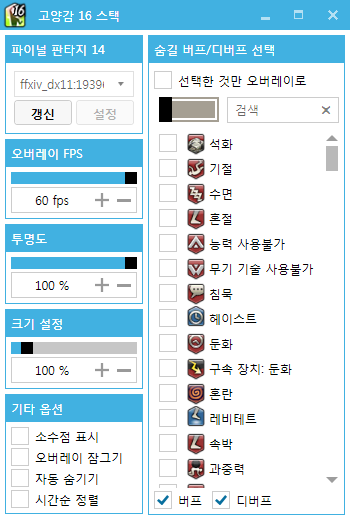 고양감 16 스택
파이널 판타지 14
ffxiv_dx11:1939
갱신
설정
오버레이 FPS
60 fps
투명도
100 %
크기 설정
100 %
기타 옵션
소수점 표시
오버레이 잠그기
자동 숨기기
시간순 정렬
숨길 버프/디버프 선택
선택한 것만 오버레이로
검색
석화
기절
수면
혼절
능력 사용불가
무기 기술 사용불가
침묵
헤이스트
둔화
구속 장치: 둔화
혼란
레비테트
속박
과중력
버프
디버프